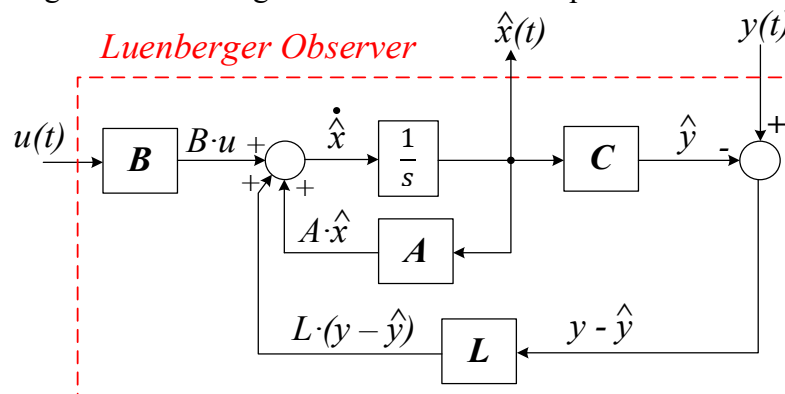 Luenberger Observer
x̂(t)
y(t)
u(t)
B
B·u
+
+
+
x̂̇
1/s
C
ŷ
-
+
A·x̂
A
L·(y – ŷ)
L
y - ŷ